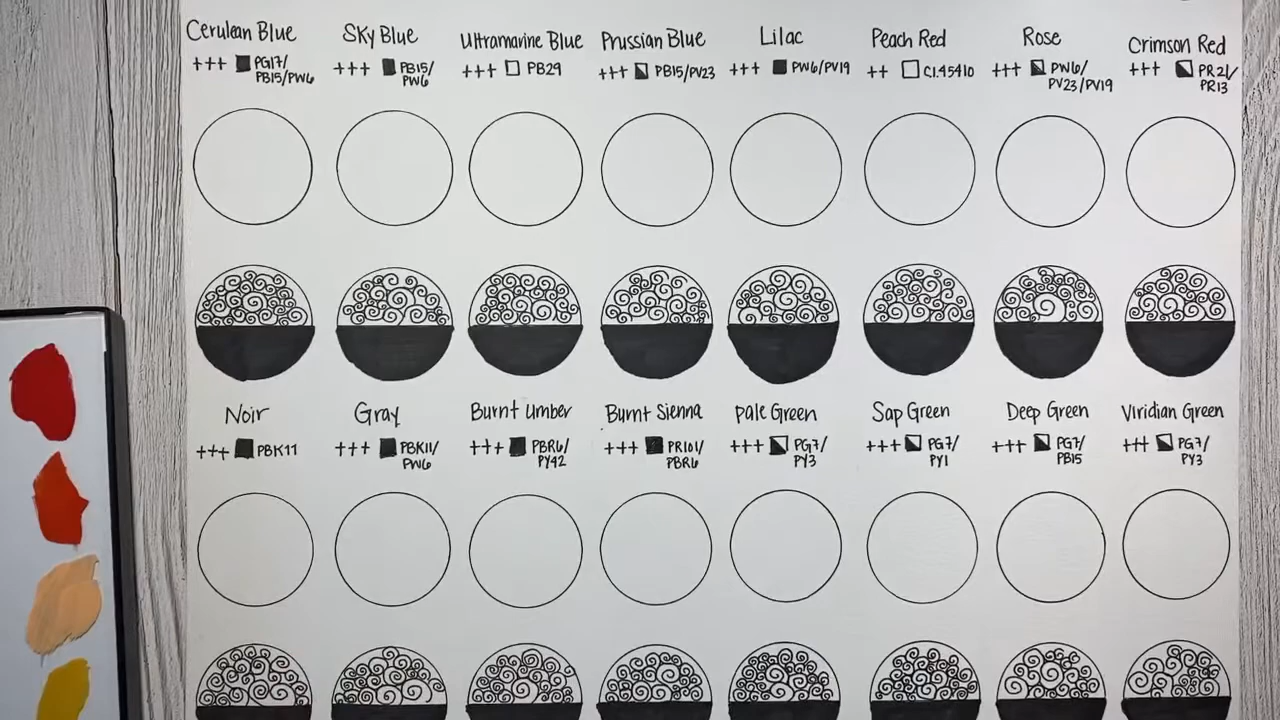 Cerulean Blue
+++ PG17/
PB15/PW6
Sky Blue
+++ PB15/
PW6
Ultramarine Blue
+++ PB29
Prussian Blue
+++ PB15/PV23
Lilac
+++ PW6/PV19
Peach Red
++ C1.45410
Rose
+++ PW6/
PV23/PV19
Crimson Red
+++ PR21/
PR13
Noir
+++ PBK11
Gray
+++ PBK11/
PW6
Burnt Umber
+++ PBR6/
PY42
Burnt Sienna
+++ PR101/
PBR6
Pale Green
+++ PG7/
PY3
Sap Green
+++ PG7/
PY1
Deep Green
+++ PG7/
PB15
Viridian Green
+++ PG7/
PY3